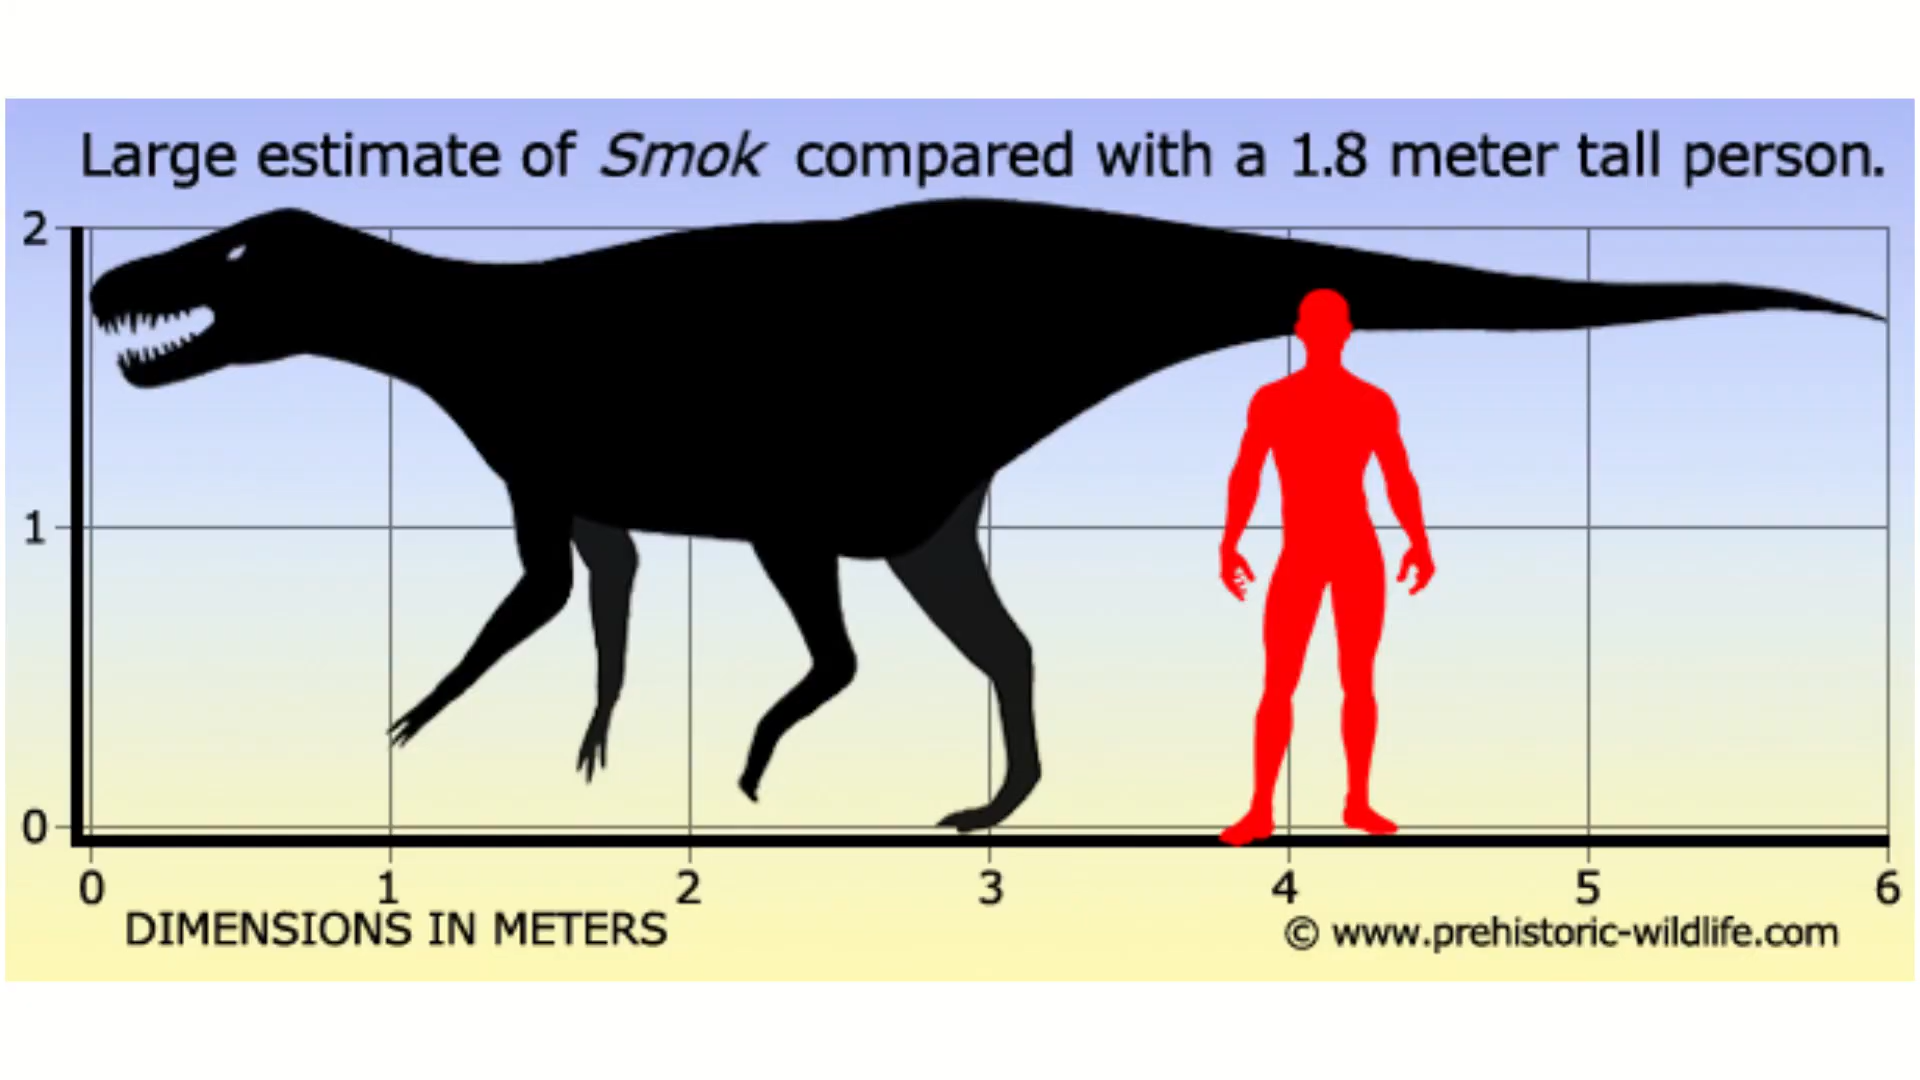 Large estimate of Smok compared with a 1.8 meter tall person.
2
1
0
0 1 2 3 4 5 6
DIMENSIONS IN METERS
© www.prehistoric-wildlife.com